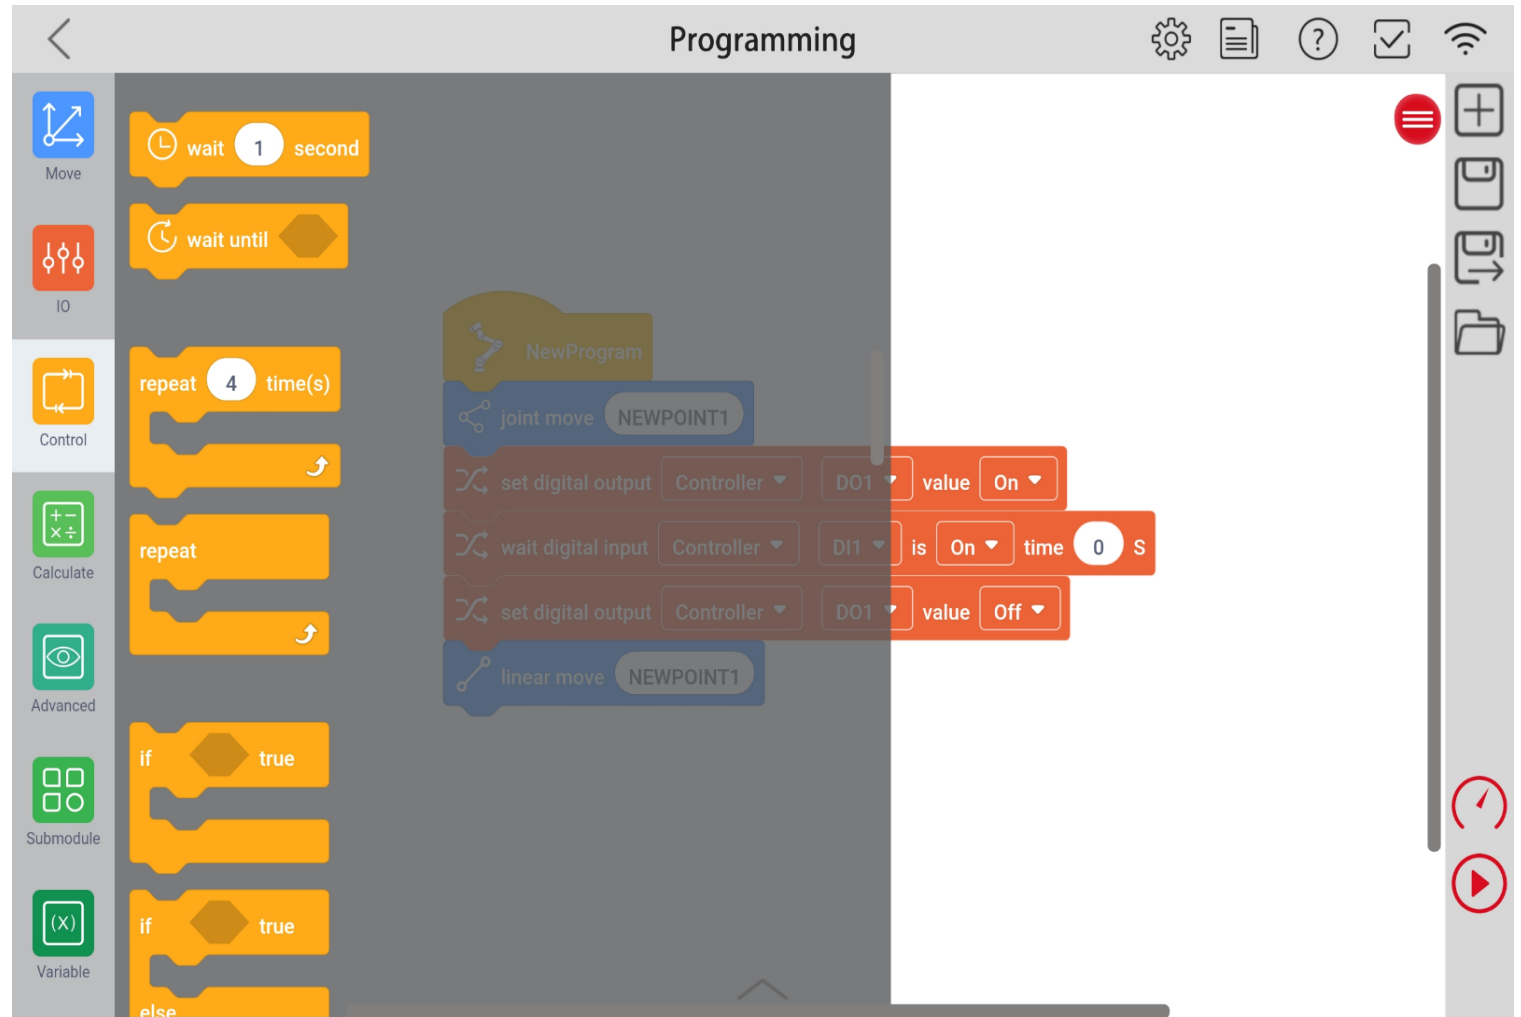 Programming
Move
IO
Control
Calculate
Advanced
Submodule
Variable
wait 1 second
wait until
repeat 4 time(s)
repeat
if true
if true
else
NewProgram
joint move NEWPOINT1
set digital output Controller DO1 value On
wait digital input Controller DI1 is On time 0 S
set digital output Controller DO1 value Off
linear move NEWPOINT1